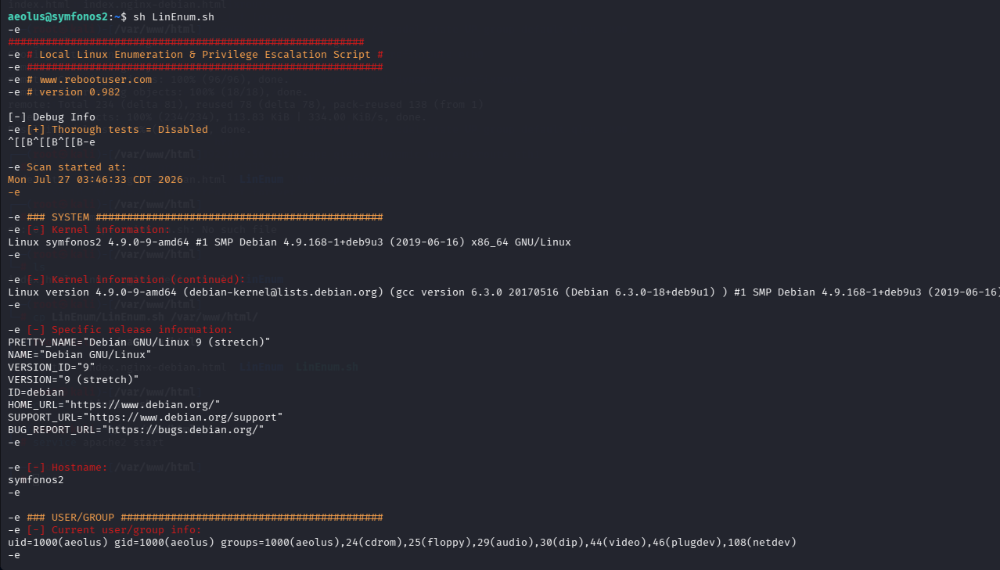 index.html  index.nginx-debian.html
aeolus@symfonos2:~$ sh LinEnum.sh
-e
#########################################################
-e # Local Linux Enumeration & Privilege Escalation Script #
-e #########################################################
-e # www.rebootuser.com
-e # version 0.982

[-] Debug Info
-e [+] Thorough tests = Disabled
^[[B^[[B^[[B-e

-e Scan started at:
Mon Jul 27 03:46:33 CDT 2026
-e

-e ### SYSTEM ##############################################
-e [-] Kernel information:
Linux symfonos2 4.9.0-9-amd64 #1 SMP Debian 4.9.168-1+deb9u3 (2019-06-16) x86_64 GNU/Linux
-e

-e [-] Kernel information (continued):
Linux version 4.9.0-9-amd64 (debian-kernel@lists.debian.org) (gcc version 6.3.0 20170516 (Debian 6.3.0-18+deb9u1) ) #1 SMP Debian 4.9.168-1+deb9u3 (2019-06-16)
-e

-e [-] Specific release information:
PRETTY_NAME="Debian GNU/Linux 9 (stretch)"
NAME="Debian GNU/Linux"
VERSION_ID="9"
VERSION="9 (stretch)"
ID=debian
HOME_URL="https://www.debian.org/"
SUPPORT_URL="https://www.debian.org/support"
BUG_REPORT_URL="https://bugs.debian.org/"
-e

-e [-] Hostname:
symfonos2
-e

-e ### USER/GROUP ##########################################
-e [-] Current user/group info:
uid=1000(aeolus) gid=1000(aeolus) groups=1000(aeolus),24(cdrom),25(floppy),29(audio),30(dip),44(video),46(plugdev),108(netdev)
-e